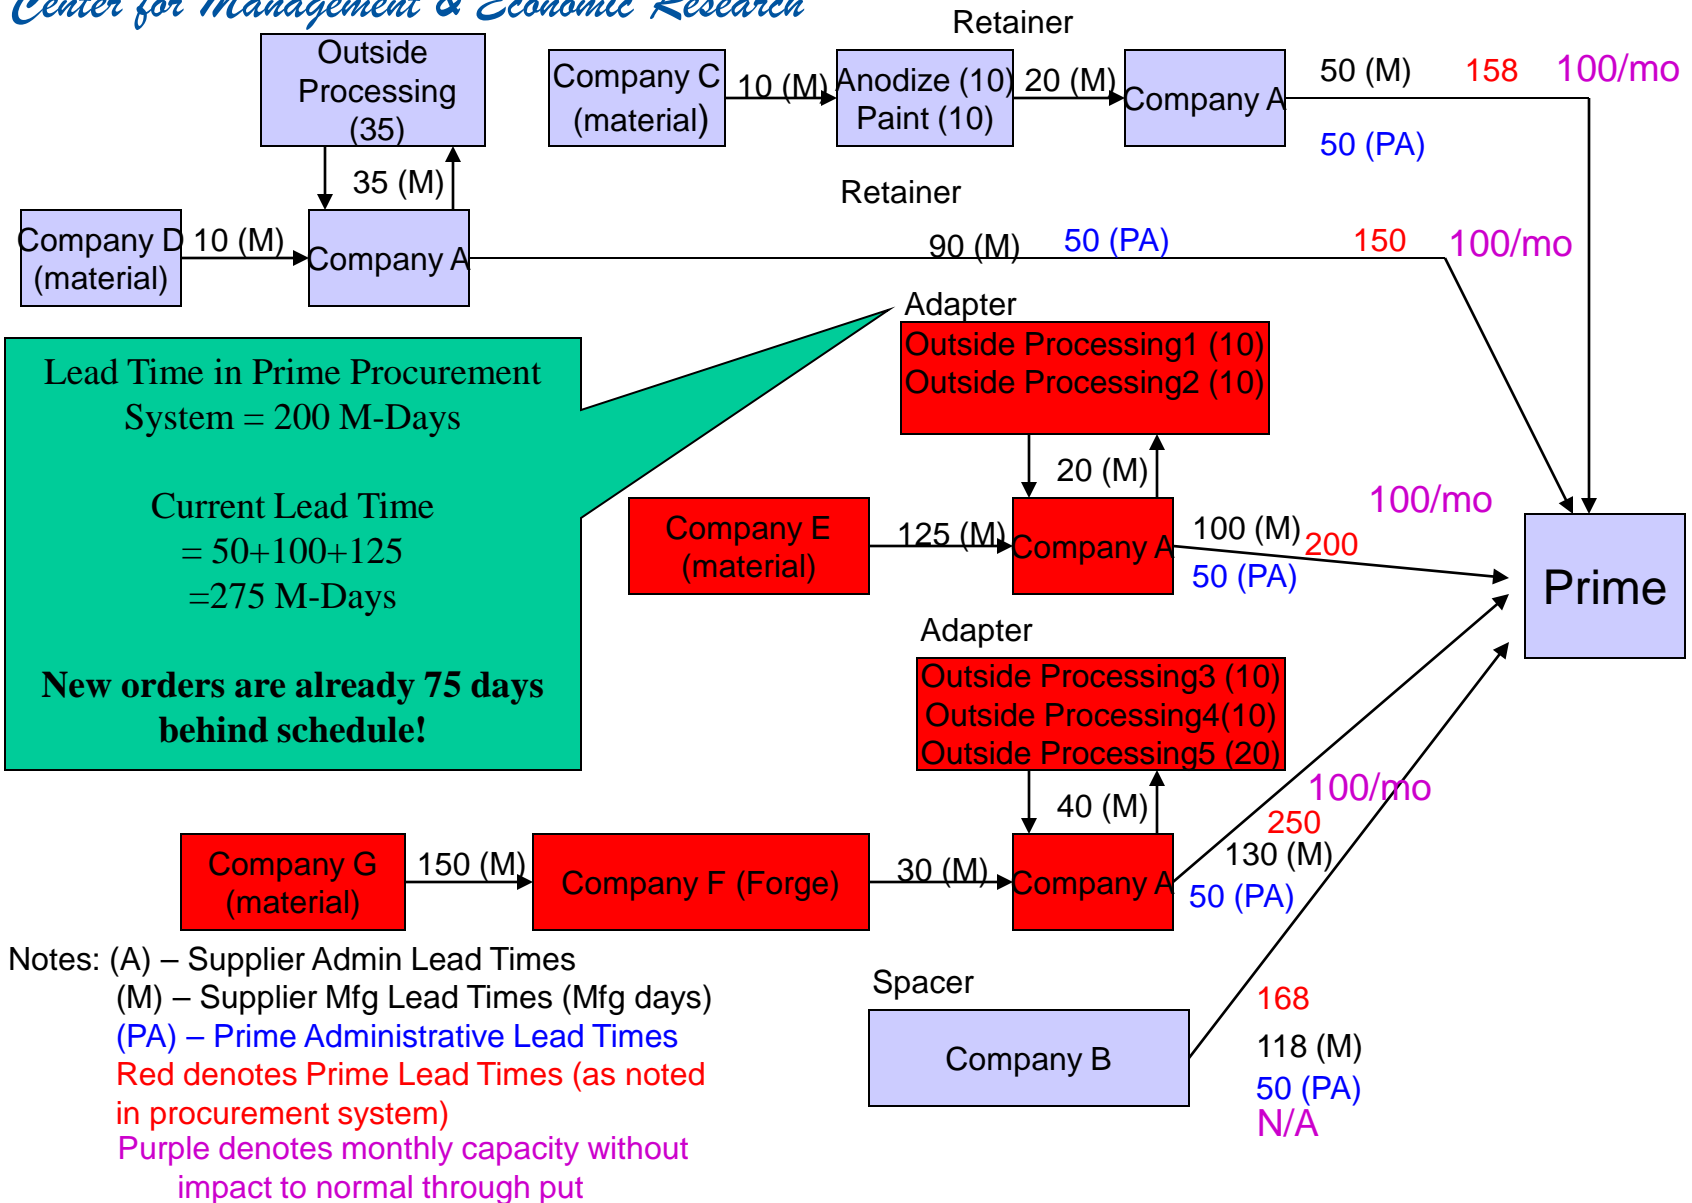 Center for Management & Economic Research
Retainer
Outside
Processing
(35)
Company C
(material)
10 (M)
Anodize (10)
Paint (10)
20 (M)
Company A
50 (M)
158
100/mo
50 (PA)
35 (M)
Retainer
Company D
(material)
10 (M)
Company A
90 (M)
50 (PA)
150
100/mo
Adapter
Outside Processing1 (10)
Outside Processing2 (10)
Lead Time in Prime Procurement
System = 200 M-Days
Current Lead Time
= 50+100+125
=275 M-Days
New orders are already 75 days
behind schedule!
20 (M)
Company E
(material)
125 (M)
Company A
100/mo
100 (M)
200
50 (PA)
Prime
Adapter
Outside Processing3 (10)
Outside Processing4(10)
Outside Processing5 (20)
40 (M)
100/mo
250
130 (M)
50 (PA)
Company G
(material)
150 (M)
Company F (Forge)
30 (M)
Company A
Notes: (A) – Supplier Admin Lead Times
(M) – Supplier Mfg Lead Times (Mfg days)
(PA) – Prime Administrative Lead Times
Red denotes Prime Lead Times (as noted
in procurement system)
Purple denotes monthly capacity without
impact to normal through put
Spacer
Company B
168
118 (M)
50 (PA)
N/A